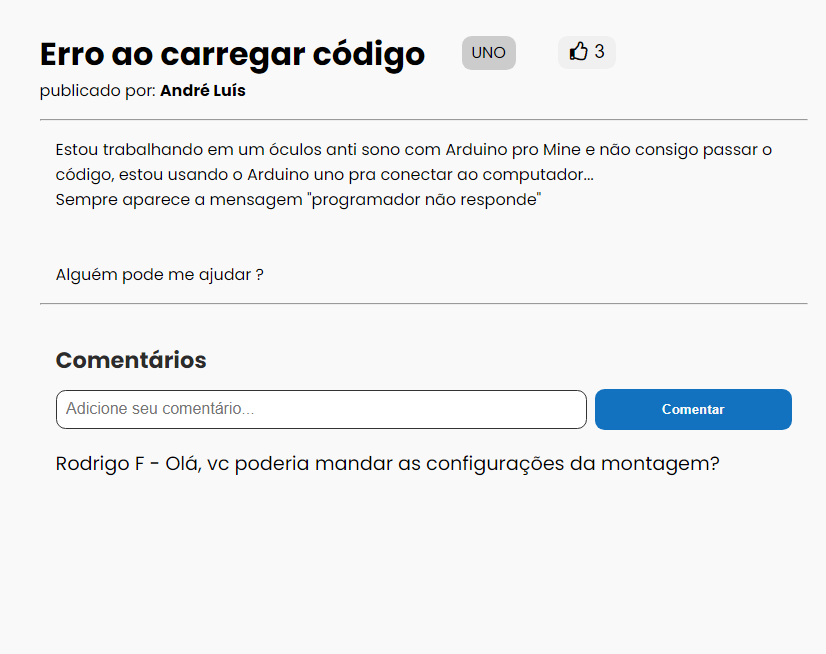 Erro ao carregar código UNO 3
publicado por: André Luís
Estou trabalhando em um óculos anti sono com Arduino pro Mine e não consigo passar o
código, estou usando o Arduino uno pra conectar ao computador...
Sempre aparece a mensagem "programador não responde"
Alguém pode me ajudar ?
Comentários
Adicione seu comentário... Comentar
Rodrigo F - Olá, vc poderia mandar as configurações da montagem?